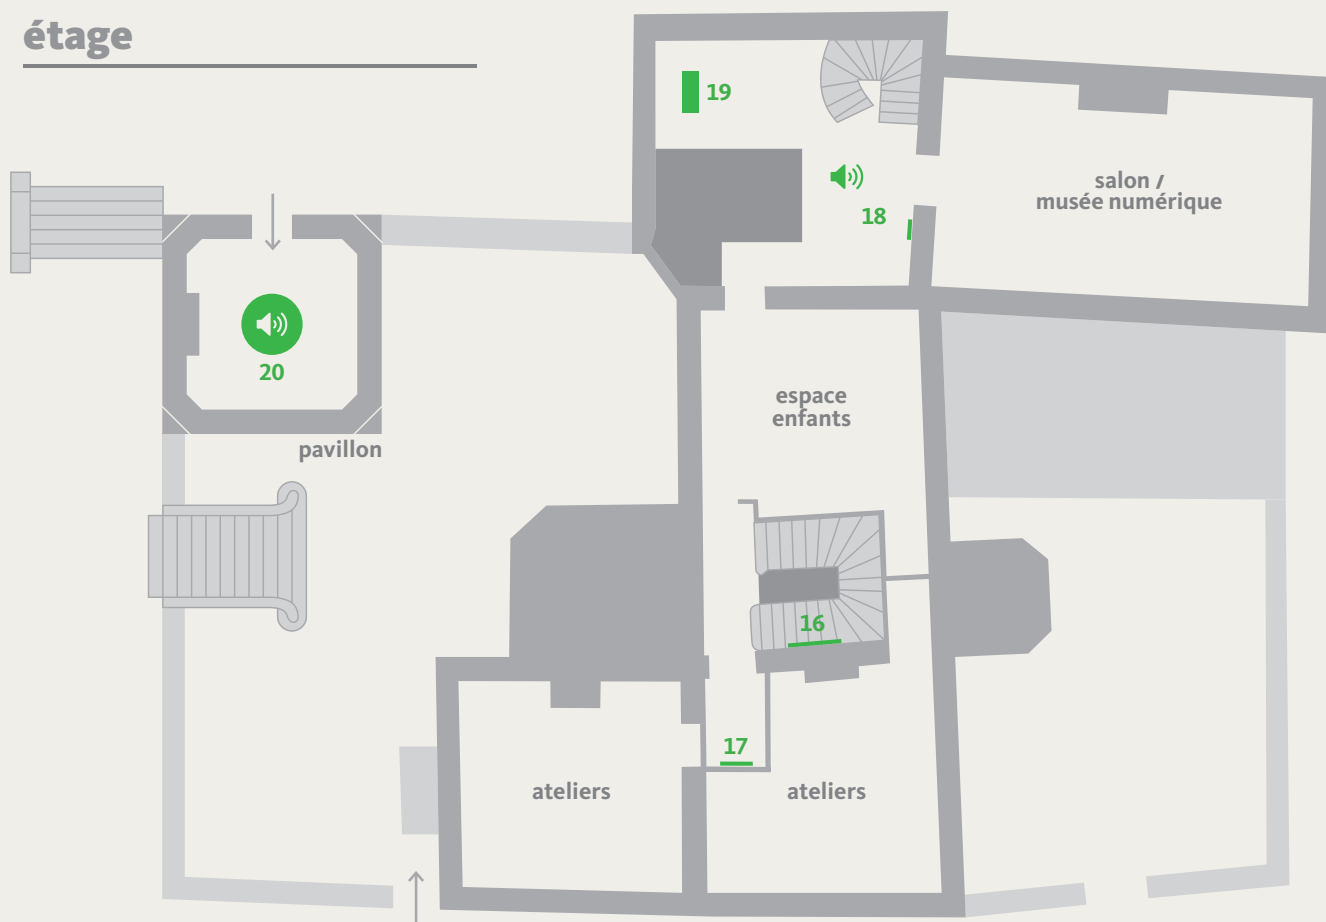 étage
19
salon /
musée numérique
18
20
pavillon
espace
enfants
16
17
ateliers
ateliers